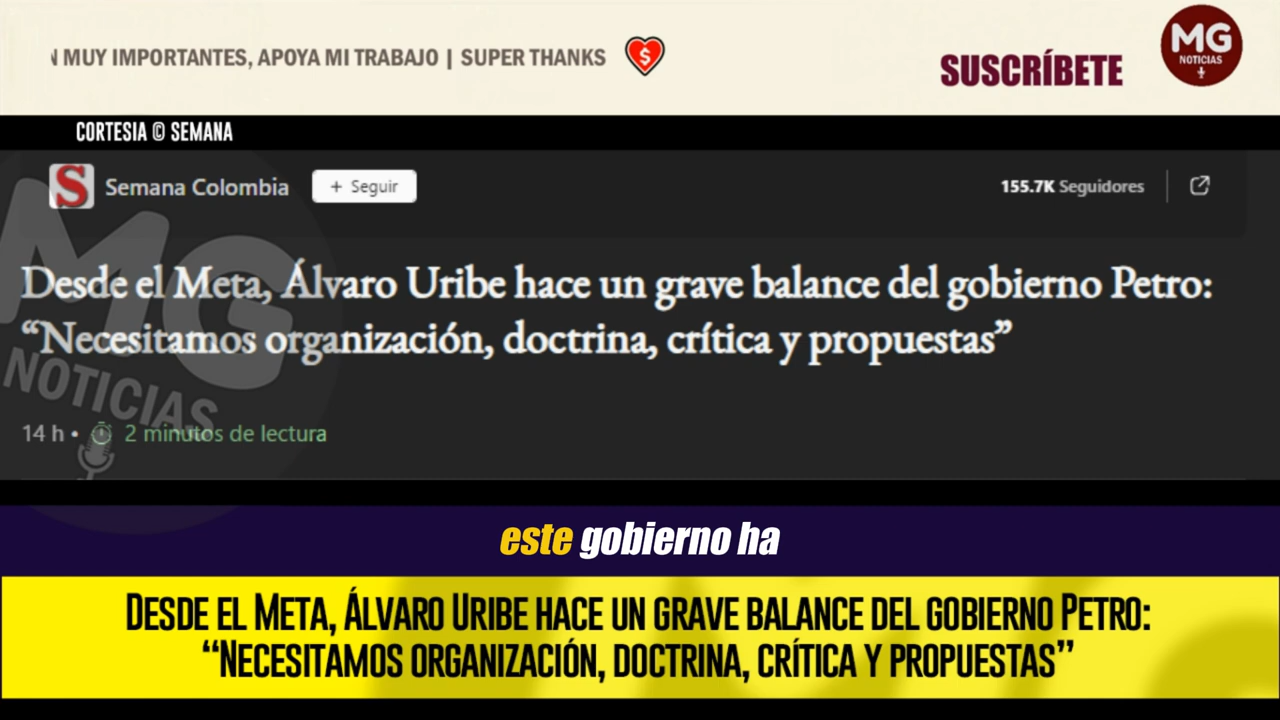 N MUY IMPORTANTES, APOYA MI TRABAJO | SUPER THANKS
SUSCRÍBETE
MG
NOTICIAS
CORTESIA © SEMANA
S Semana Colombia + Seguir
155.7K Seguidores
Desde el Meta, Álvaro Uribe hace un grave balance del gobierno Petro:
“Necesitamos organización, doctrina, crítica y propuestas”
MG
NOTICIAS
14 h • 2 minutos de lectura
este gobierno ha
DESDE EL META, ÁLVARO URIBE HACE UN GRAVE BALANCE DEL GOBIERNO PETRO:
“NECESITAMOS ORGANIZACIÓN, DOCTRINA, CRÍTICA Y PROPUESTAS”